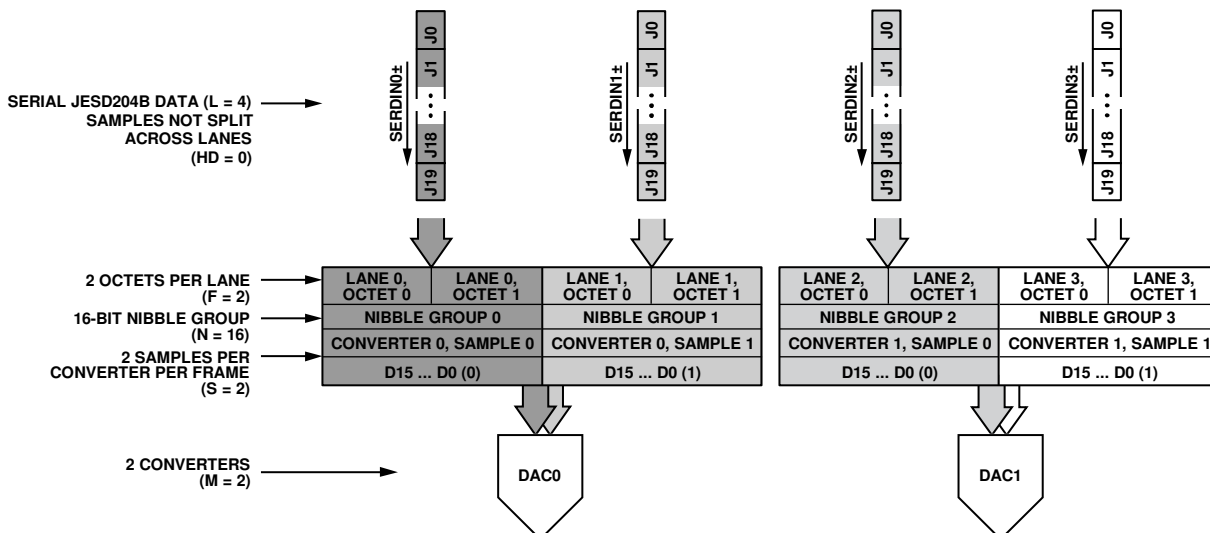 SERIAL JESD204B DATA (L = 4)
SAMPLES NOT SPLIT
ACROSS LANES
(HD = 0)
SERDIN0±
J0
J1
...
J18
J19
SERDIN1±
J0
J1
...
J18
J19
SERDIN2±
J0
J1
...
J18
J19
SERDIN3±
J0
J1
...
J18
J19
2 OCTETS PER LANE
(F = 2)
LANE 0,
OCTET 0
LANE 0,
OCTET 1
LANE 1,
OCTET 0
LANE 1,
OCTET 1
LANE 2,
OCTET 0
LANE 2,
OCTET 1
LANE 3,
OCTET 0
LANE 3,
OCTET 1
16-BIT NIBBLE GROUP
(N = 16)
NIBBLE GROUP 0
NIBBLE GROUP 1
NIBBLE GROUP 2
NIBBLE GROUP 3
2 SAMPLES PER
CONVERTER PER FRAME
(S = 2)
CONVERTER 0, SAMPLE 0
CONVERTER 0, SAMPLE 1
CONVERTER 1, SAMPLE 0
CONVERTER 1, SAMPLE 1
D15 ... D0 (0)
D15 ... D0 (1)
D15 ... D0 (0)
D15 ... D0 (1)
2 CONVERTERS
(M = 2)
DAC0
DAC1